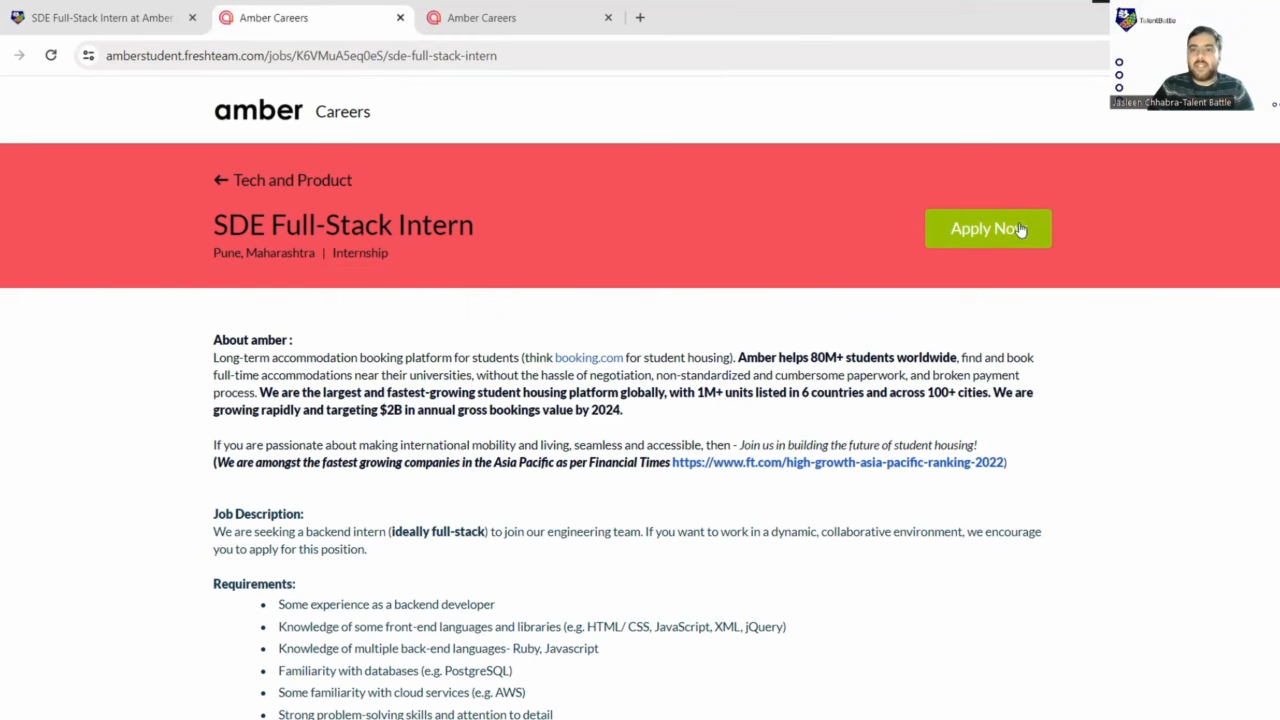 SDE Full-Stack Intern at Amber
Amber Careers
Amber Careers
amberstudent.freshteam.com/jobs/K6VMuA5eq0eS/sde-full-stack-intern
TalentBattle
Jasleen Chhabra-Talent Battle
amber Careers
← Tech and Product
SDE Full-Stack Intern
Pune, Maharashtra | Internship
Apply Now
About amber :
Long-term accommodation booking platform for students (think booking.com for student housing). Amber helps 80M+ students worldwide, find and book
full-time accommodations near their universities, without the hassle of negotiation, non-standardized and cumbersome paperwork, and broken payment
process. We are the largest and fastest-growing student housing platform globally, with 1M+ units listed in 6 countries and across 100+ cities. We are
growing rapidly and targeting $2B in annual gross bookings value by 2024.
If you are passionate about making international mobility and living, seamless and accessible, then - Join us in building the future of student housing!
(We are amongst the fastest growing companies in the Asia Pacific as per Financial Times https://www.ft.com/high-growth-asia-pacific-ranking-2022)
Job Description:
We are seeking a backend intern (ideally full-stack) to join our engineering team. If you want to work in a dynamic, collaborative environment, we encourage
you to apply for this position.
Requirements:
• Some experience as a backend developer
• Knowledge of some front-end languages and libraries (e.g. HTML/ CSS, JavaScript, XML, jQuery)
• Knowledge of multiple back-end languages- Ruby, Javascript
• Familiarity with databases (e.g. PostgreSQL)
• Some familiarity with cloud services (e.g. AWS)
• Strong problem-solving skills and attention to detail